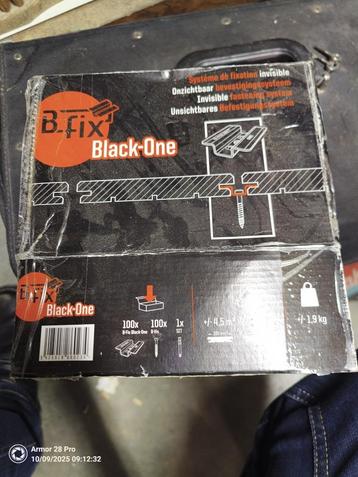 Système de fixation invisible
Onzichtbaar bevestigingssysteem
Invisible fastening system
Unsichtbares Befestigungssystem
B-fix
Black-One
B-fix
Black-One
100x
100x
1x
B-Fix Black-One
+/- 4,5 m
+/- 1,9 kg
Armor 28 Pro
10/09/2025 09:12:32